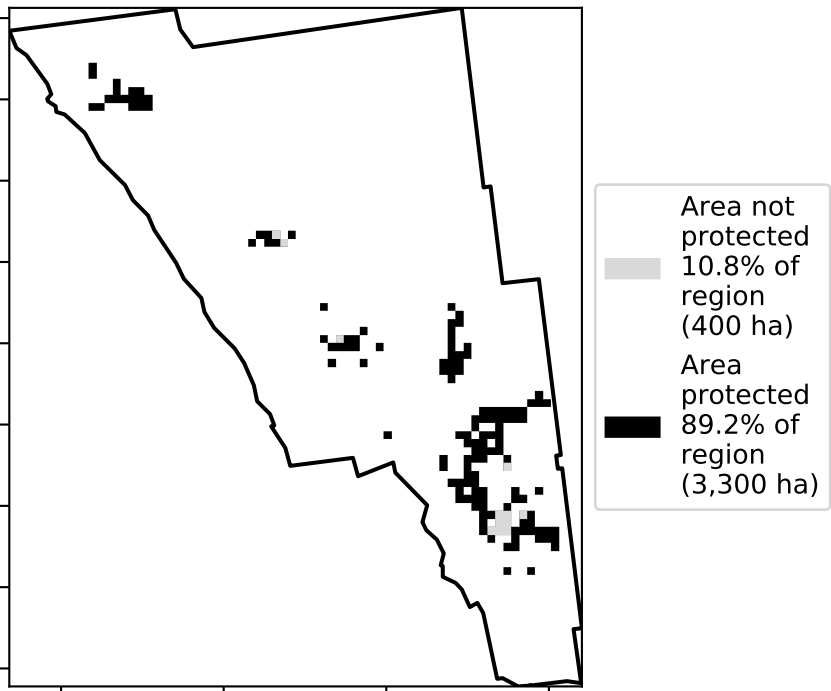 Area not
protected
10.8% of
region
(400 ha)
Area
protected
89.2% of
region
(3,300 ha)